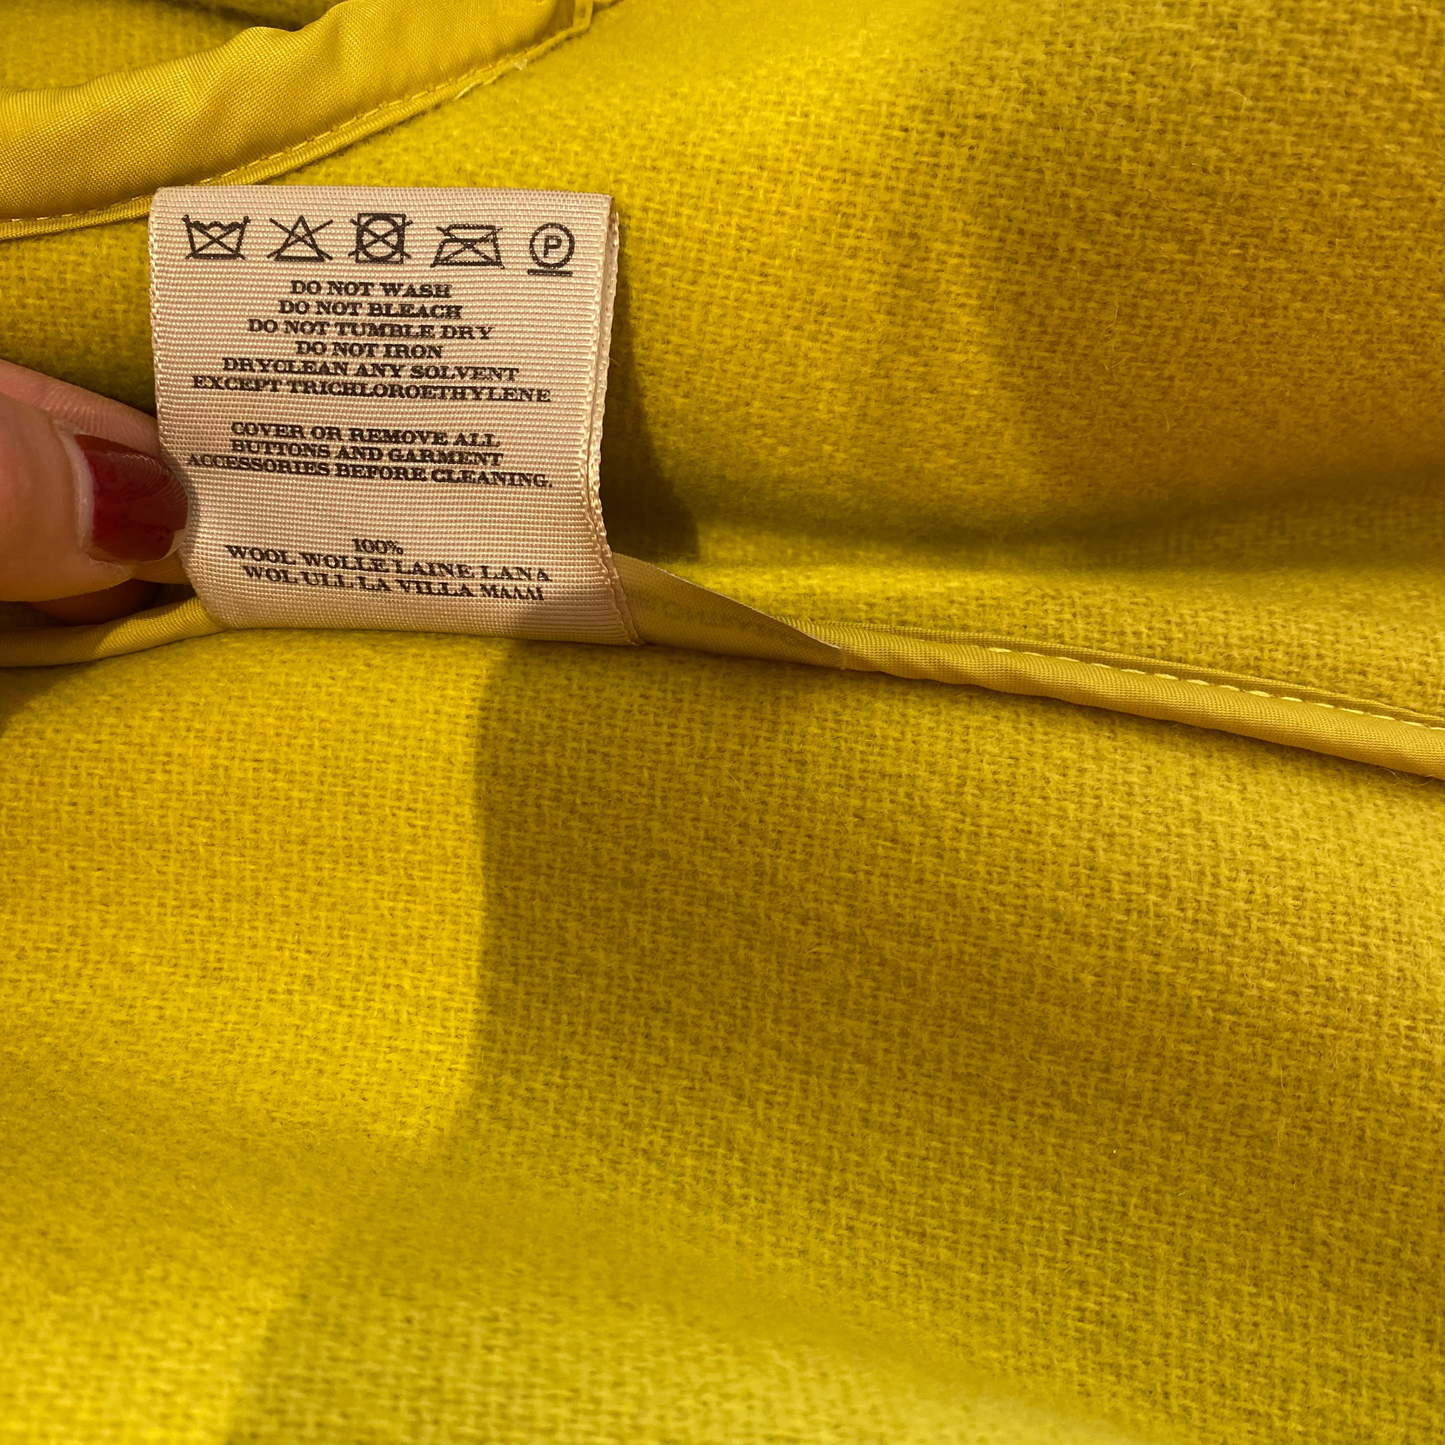 P
DO NOT WASH
DO NOT BLEACH
DO NOT TUMBLE DRY
DO NOT IRON
DRYCLEAN ANY SOLVENT
EXCEPT TRICHLOROETHYLENE
COVER OR REMOVE ALL
BUTTONS AND GARMENT
ACCESSORIES BEFORE CLEANING.
100%
WOOL WOLLE LAINE LANA
WOL ULL LA VILLA